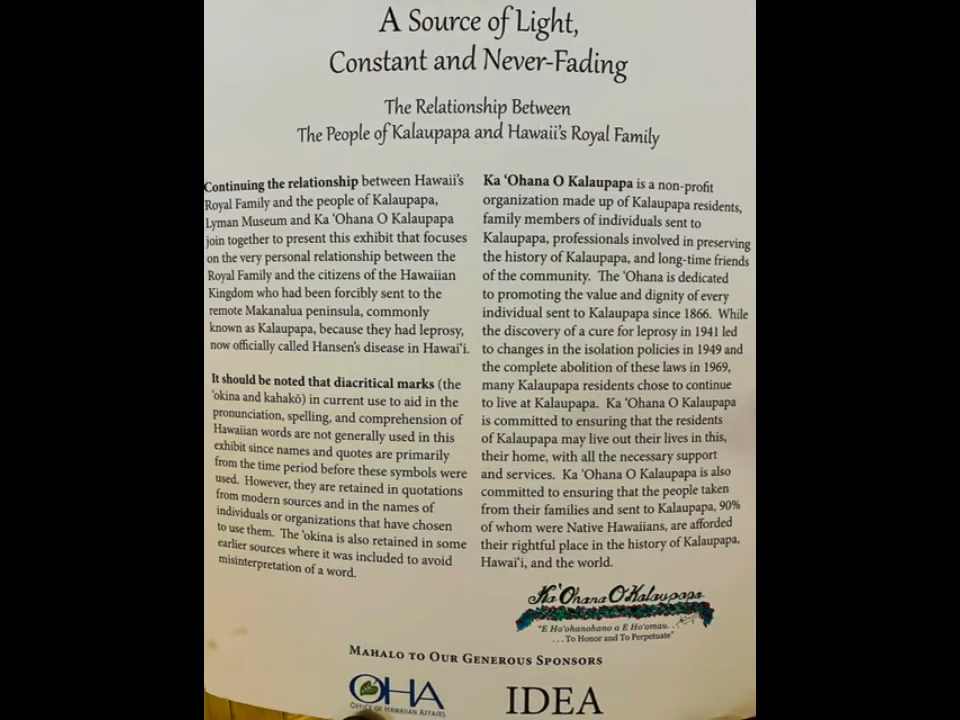 A Source of Light,
Constant and Never-Fading
The Relationship Between
The People of Kalaupapa and Hawaii's Royal Family
Continuing the relationship between Hawaii's
Royal Family and the people of Kalaupapa,
Lyman Museum and Ka ʻOhana O Kalaupapa
join together to present this exhibit that focuses
on the very personal relationship between the
Royal Family and the citizens of the Hawaiian
Kingdom who had been forcibly sent to the
remote Makanalua peninsula, commonly
known as Kalaupapa, because they had leprosy,
now officially called Hansen's disease in Hawaiʻi.
It should be noted that diacritical marks (the
ʻokina and kahakō) in current use to aid in the
pronunciation, spelling, and comprehension of
Hawaiian words are not generally used in this
exhibit since names and quotes are primarily
from the time period before these symbols were
used. However, they are retained in quotations
from modern sources and in the names of
individuals or organizations that have chosen
to use them. The ʻokina is also retained in some
earlier sources where it was included to avoid
misinterpretation of a word.
Ka ʻOhana O Kalaupapa is a non-profit
organization made up of Kalaupapa residents,
family members of individuals sent to
Kalaupapa, professionals involved in preserving
the history of Kalaupapa, and long-time friends
of the community. The ʻOhana is dedicated
to promoting the value and dignity of every
individual sent to Kalaupapa since 1866. While
the discovery of a cure for leprosy in 1941 led
to changes in the isolation policies in 1949 and
the complete abolition of these laws in 1969,
many Kalaupapa residents chose to continue
to live at Kalaupapa. Ka ʻOhana O Kalaupapa
is committed to ensuring that the residents
of Kalaupapa may live out their lives in this,
their home, with all the necessary support
and services. Ka ʻOhana O Kalaupapa is also
committed to ensuring that the people taken
from their families and sent to Kalaupapa, 90%
of whom were Native Hawaiians, are afforded
their rightful place in the history of Kalaupapa,
Hawaiʻi, and the world.
Ka ʻOhana O Kalaupapa
"E Hoʻohanohano a E Hoʻomau...
...To Honor and To Perpetuate"
Mahalo to Our Generous Sponsors
OHA
Office of Hawaiian Affairs
IDEA